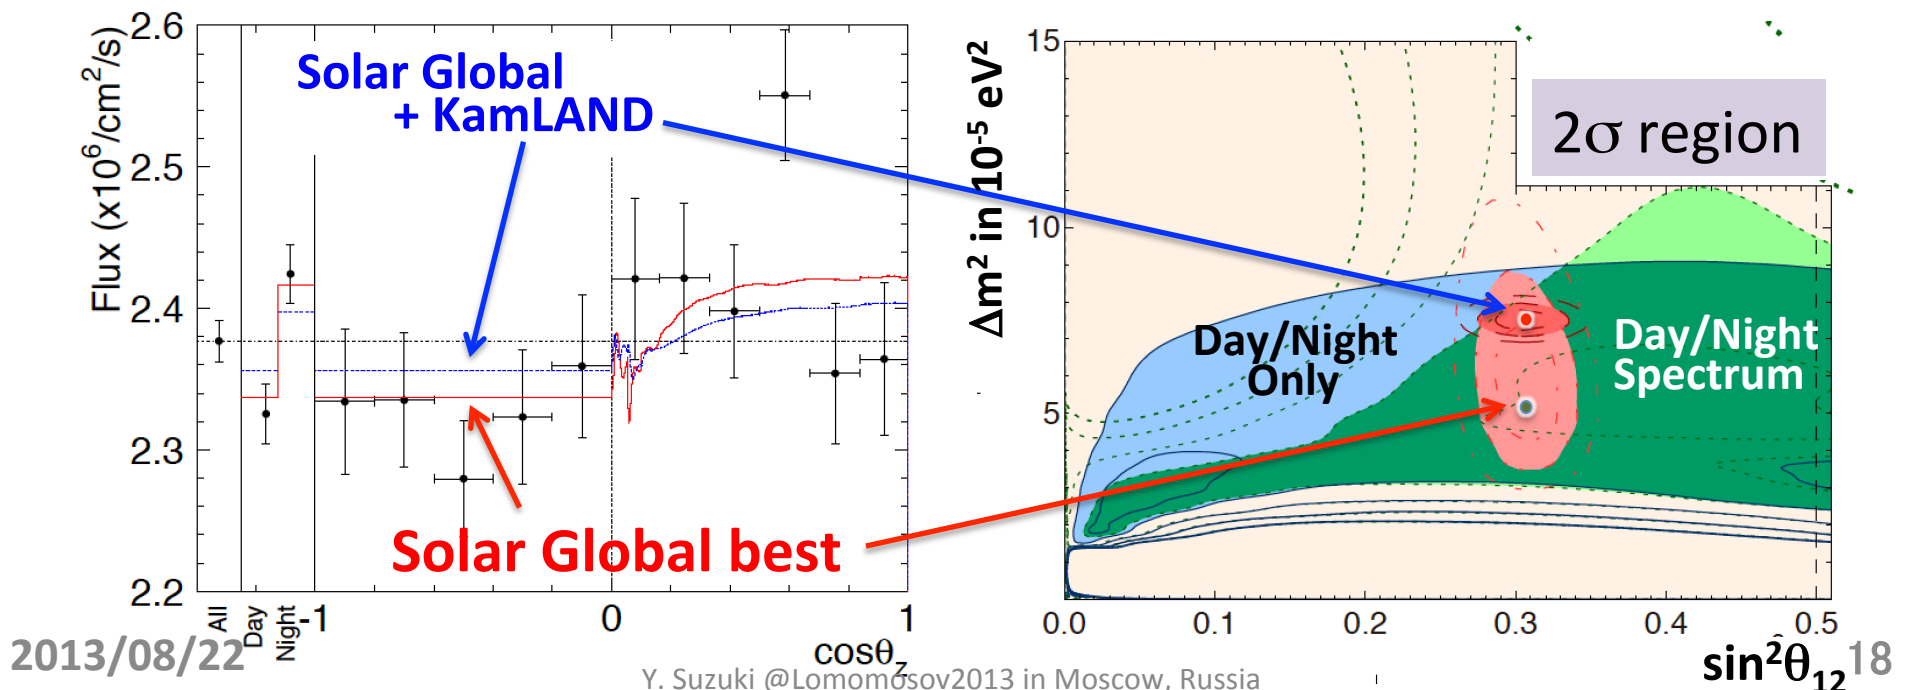 Flux (x10⁶/cm²/s)
2.6
2.5
2.4
2.3
2.2
Solar Global
+ KamLAND
Solar Global best
All
Day
Night
-1
0
1
cosθz
Δm² in 10⁻⁵ eV²
15
10
5
2σ region
Day/Night
Only
Day/Night
Spectrum
0.0
0.1
0.2
0.3
0.4
0.5
sin²θ₁₂
2013/08/22
Y. Suzuki @Lomomosov2013 in Moscow, Russia
18